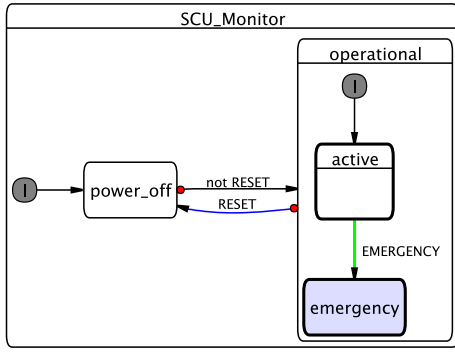 SCU_Monitor
operational
I
active
I
power_off
not RESET
RESET
EMERGENCY
emergency